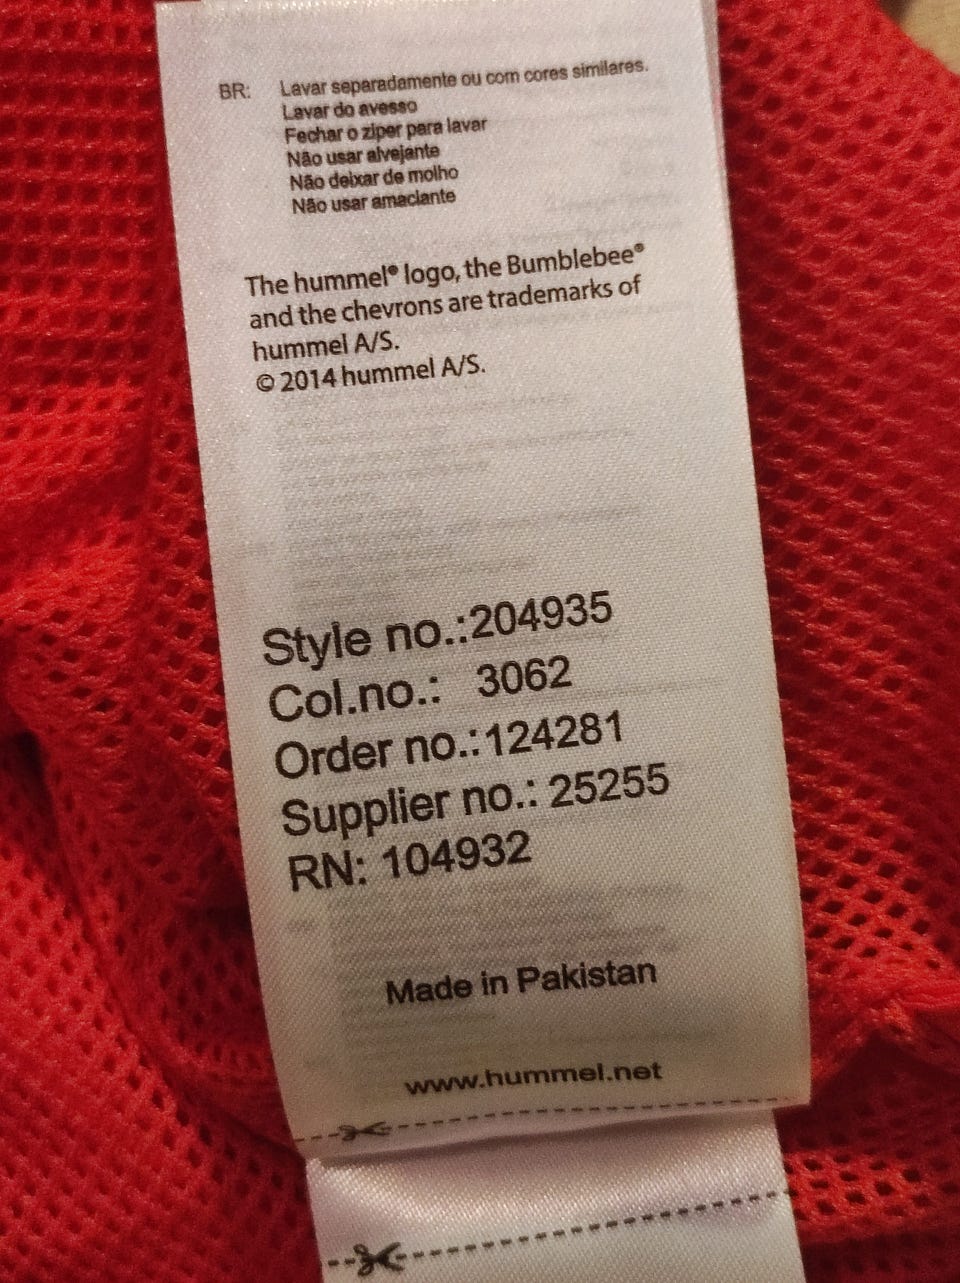 BR: Lavar separadamente ou com cores similares.
Lavar do avesso
Fechar o ziper para lavar
Não usar alvejante
Não deixar de molho
Não usar amaciante
The hummel® logo, the Bumblebee®
and the chevrons are trademarks of
hummel A/S.
© 2014 hummel A/S.
Style no.:204935
Col.no.: 3062
Order no.:124281
Supplier no.: 25255
RN: 104932
Made in Pakistan
www.hummel.net